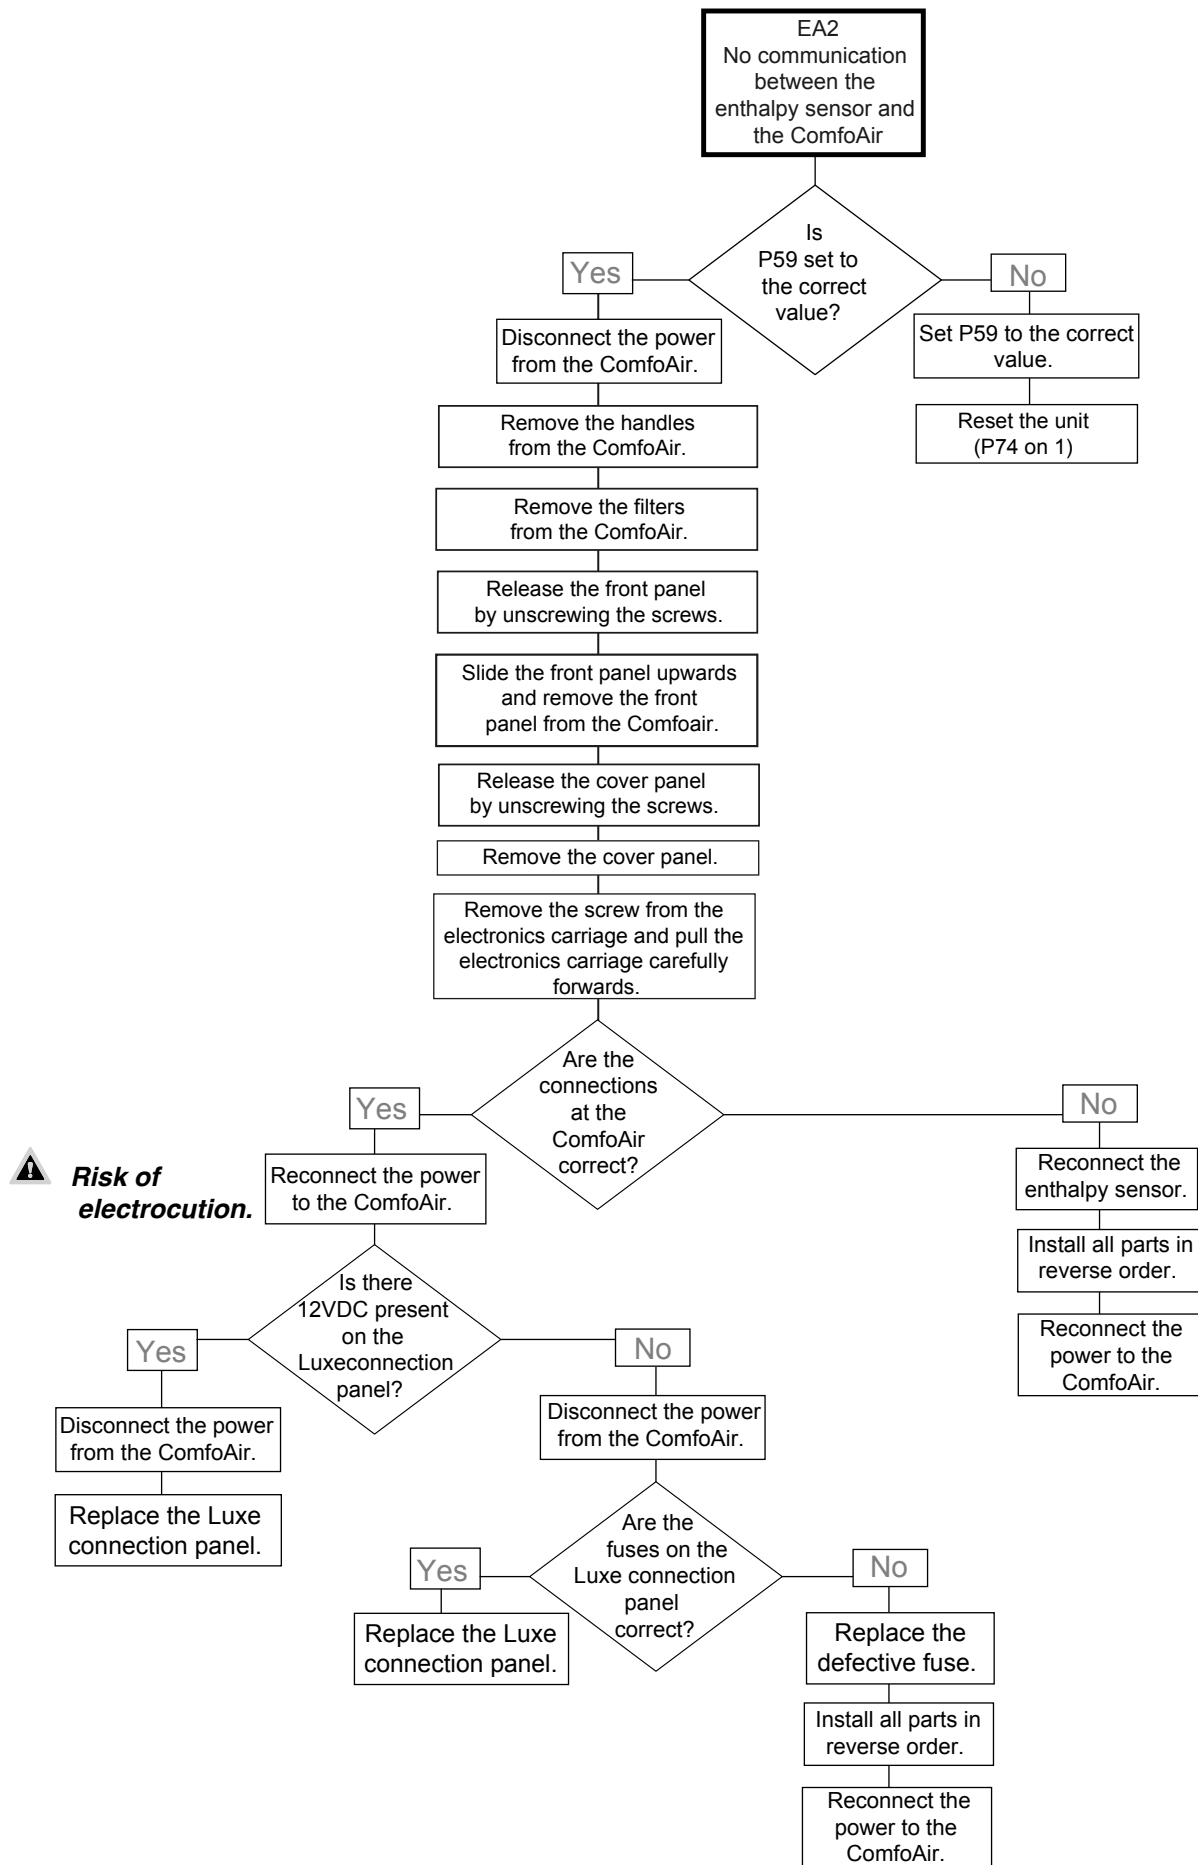 EA2
No communication
between the
enthalpy sensor and
the ComfoAir
Is
P59 set to
the correct
value?
Yes
No
Disconnect the power
from the ComfoAir.
Set P59 to the correct
value.
Remove the handles
from the ComfoAir.
Reset the unit
(P74 on 1)
Remove the filters
from the ComfoAir.
Release the front panel
by unscrewing the screws.
Slide the front panel upwards
and remove the front
panel from the Comfoair.
Release the cover panel
by unscrewing the screws.
Remove the cover panel.
Remove the screw from the
electronics carriage and pull the
electronics carriage carefully
forwards.
Are the
connections
at the
ComfoAir
correct?
Yes
No
Risk of
electrocution.
Reconnect the power
to the ComfoAir.
Reconnect the
enthalpy sensor.
Install all parts in
reverse order.
Reconnect the
power to the
ComfoAir.
Is there
12VDC present
on the
Luxeconnection
panel?
Yes
No
Disconnect the power
from the ComfoAir.
Replace the Luxe
connection panel.
Disconnect the power
from the ComfoAir.
Are the
fuses on the
Luxe connection
panel
correct?
Yes
No
Replace the Luxe
connection panel.
Replace the
defective fuse.
Install all parts in
reverse order.
Reconnect the
power to the
ComfoAir.